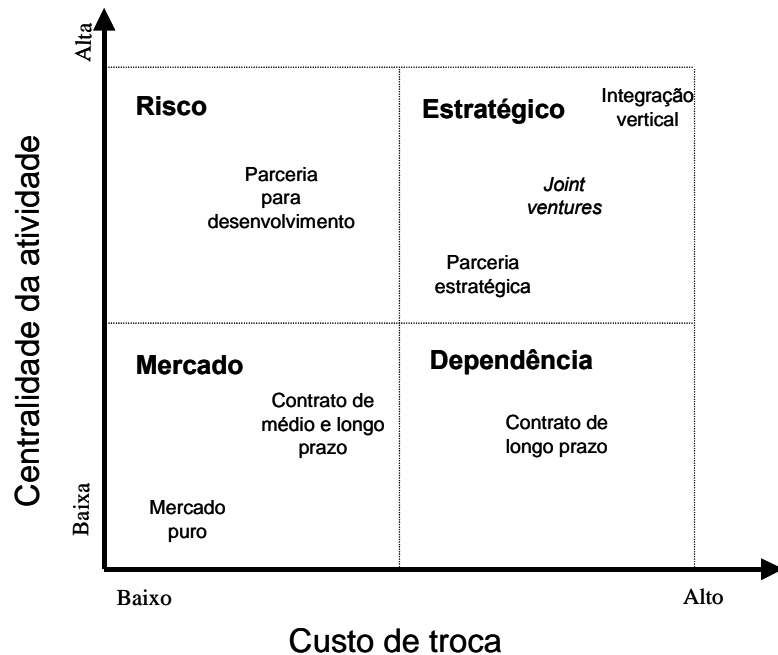 Alta
Centralidade da atividade
Baixa
Risco
Parceria
para
desenvolvimento
Estratégico
Integração
vertical
Joint
ventures
Parceria
estratégica
Mercado
Contrato de
médio e longo
prazo
Mercado
puro
Dependência
Contrato de
longo prazo
Baixo
Alto
Custo de troca